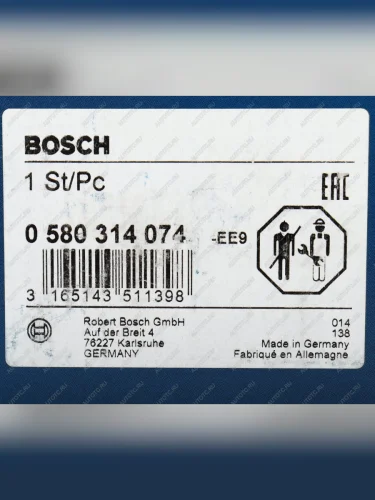 BOSCH
1 St/Pc
EAC
0 580 314 074 -EE9
3 165143 511398
Robert Bosch GmbH
Auf der Breit 4
76227 Karlsruhe
GERMANY
014
138
Made in Germany
Fabriqué en Allemagne